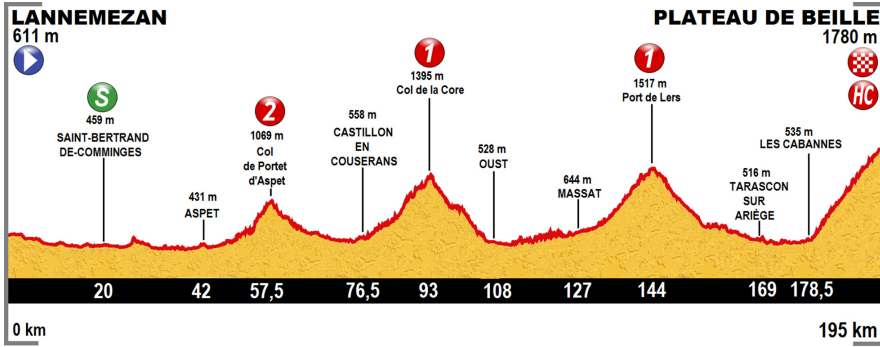 LANNEMEZAN
611 m
PLATEAU DE BEILLE
1780 m
HC
S
459 m
SAINT-BERTRAND
DE-COMMINGES
431 m
ASPET
2
1069 m
Col
de Portet
d'Aspet
558 m
CASTILLON
EN
COUSERANS
1
1395 m
Col de la Core
528 m
OUST
644 m
MASSAT
1
1517 m
Port de Lers
516 m
TARASCON
SUR
ARIÈGE
535 m
LES CABANNES
20
42
57,5
76,5
93
108
127
144
169
178,5
0 km
195 km